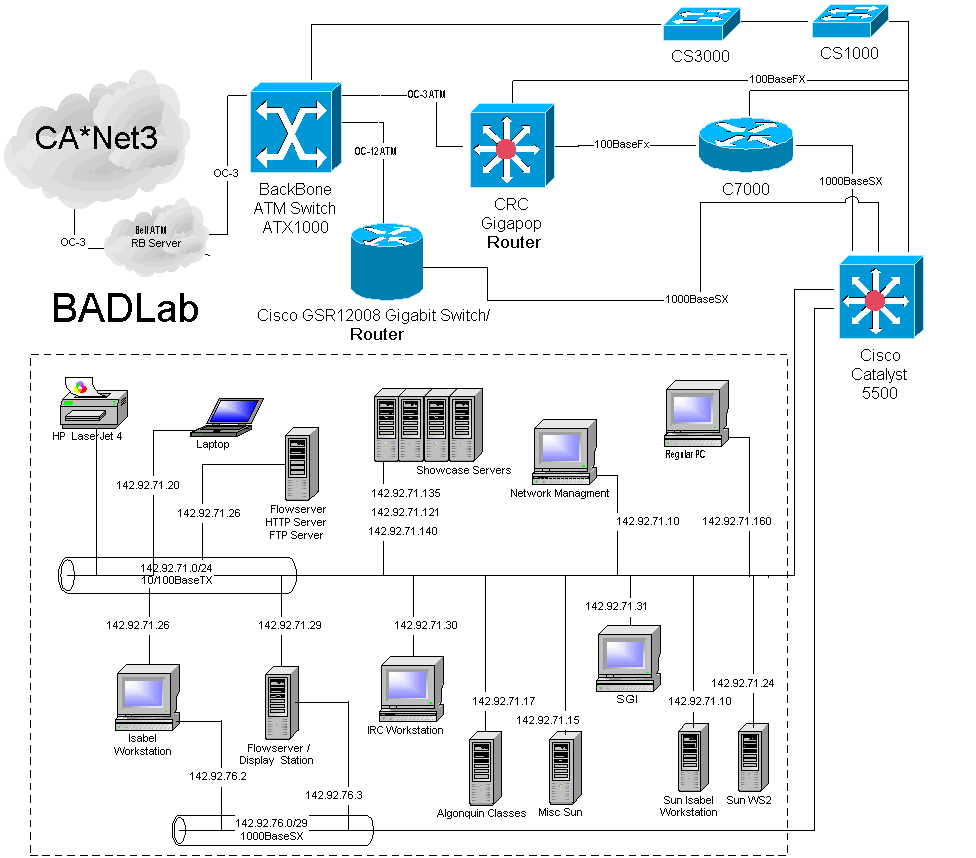 CS3000
CS1000
100BaseFX
CA*Net3
OC-3 ATM
OC-12 ATM
100BaseFx
OC-3
BackBone
ATM Switch
ATX1000
CRC
Gigapop
Router
C7000
1000BaseSX
Bell ATM
RB Server
OC-3
BADLab
1000BaseSX
Cisco GSR12008 Gigabit Switch/
Router
Cisco
Catalyst
5500
HP LaserJet 4
Laptop
Showcase Servers
Network Managment
Regular PC
142.92.71.20
142.92.71.26
Flowserver
HTTP Server
FTP Server
142.92.71.135
142.92.71.121
142.92.71.140
142.92.71.10
142.92.71.160
142.92.71.0/24
10/100BaseTX
142.92.71.26
142.92.71.29
142.92.71.30
142.92.71.31
142.92.71.17
142.92.71.15
142.92.71.10
142.92.71.24
Isabel
Workstation
Flowserver /
Display Station
IRC Workstation
SGI
142.92.76.2
142.92.76.3
Algonquin Classes
Misc Sun
Sun Isabel
Workstation
Sun WS2
142.92.76.0/29
1000BaseSX